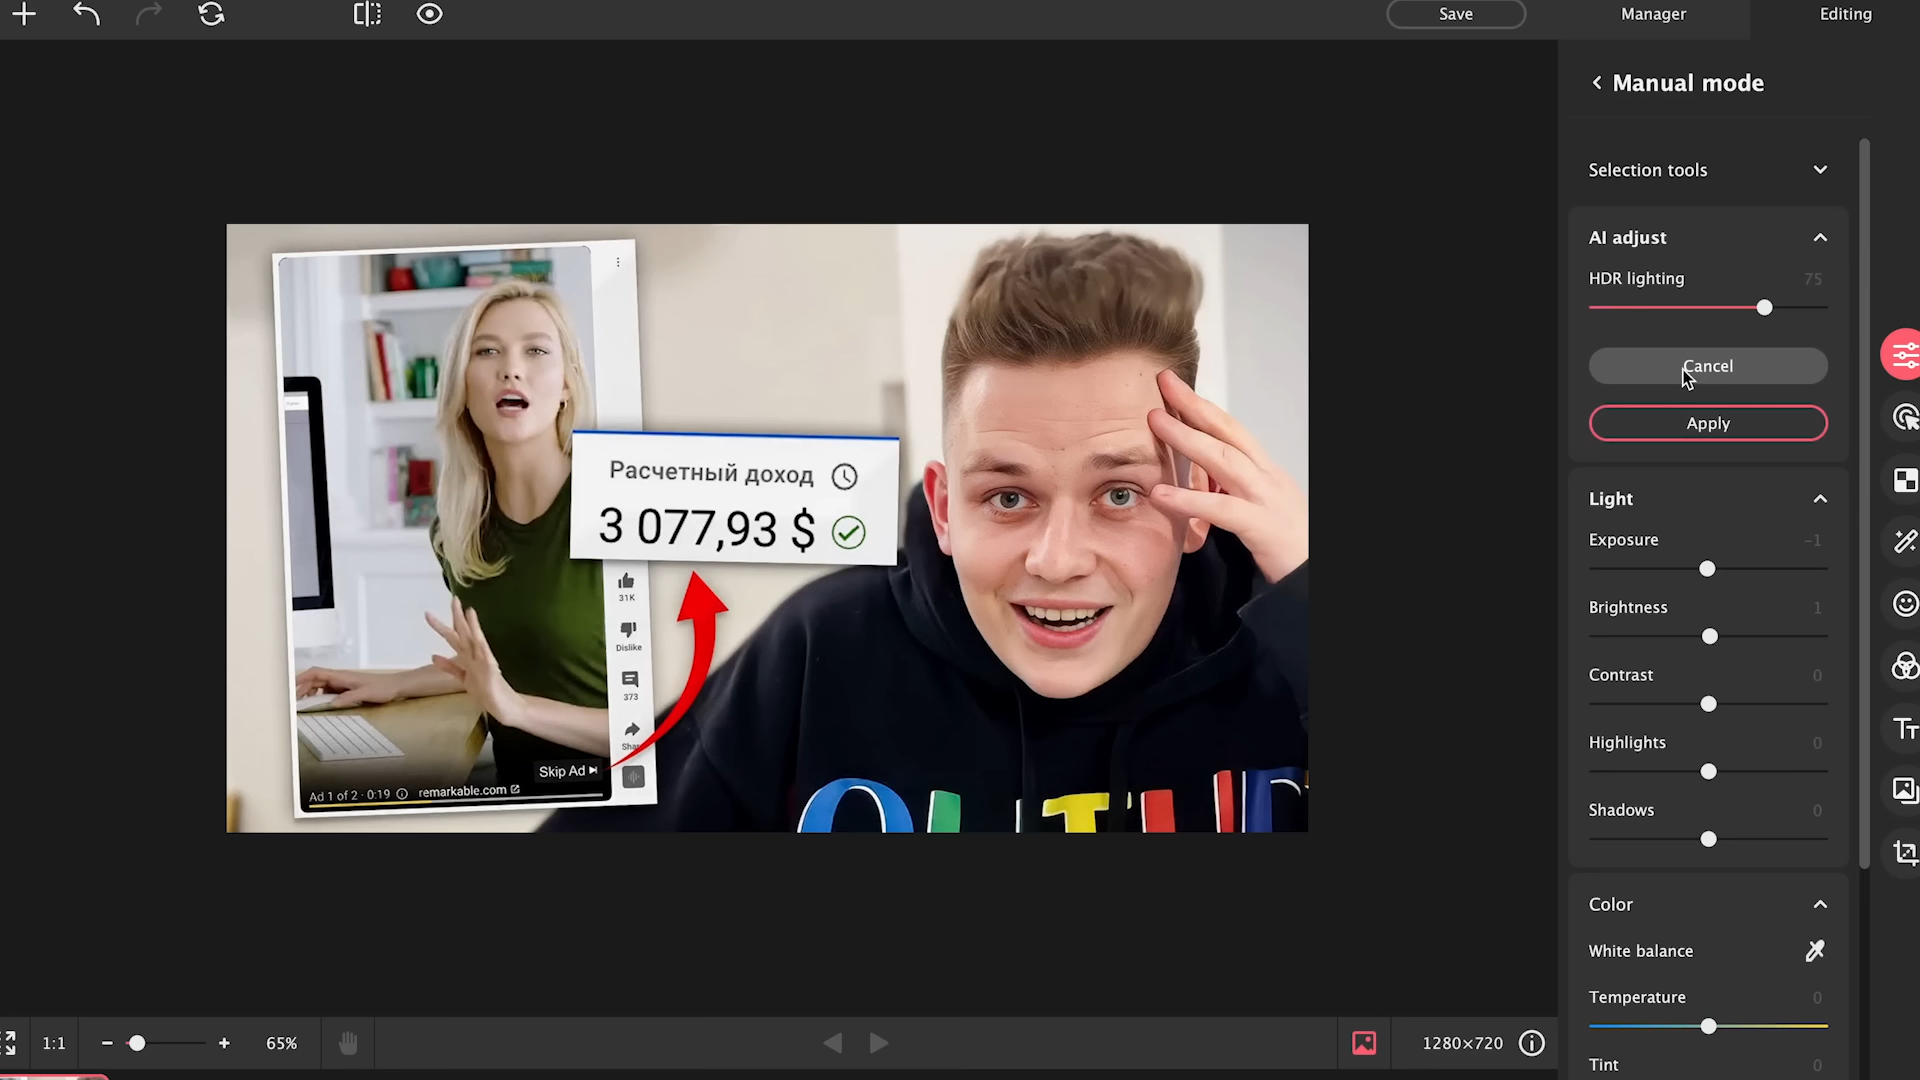 Save
Manager
Editing
Manual mode
Selection tools
AI adjust
HDR lighting 75
Cancel
Apply
Light
Exposure -1
Brightness 1
Contrast 0
Highlights 0
Shadows 0
Color
White balance
Temperature 0
Tint 0
Расчетный доход
3 077,93 $
31K
Dislike
373
Skip Ad
Ad 1 of 2 · 0:19
remarkable.com
1:1
65%
1280×720